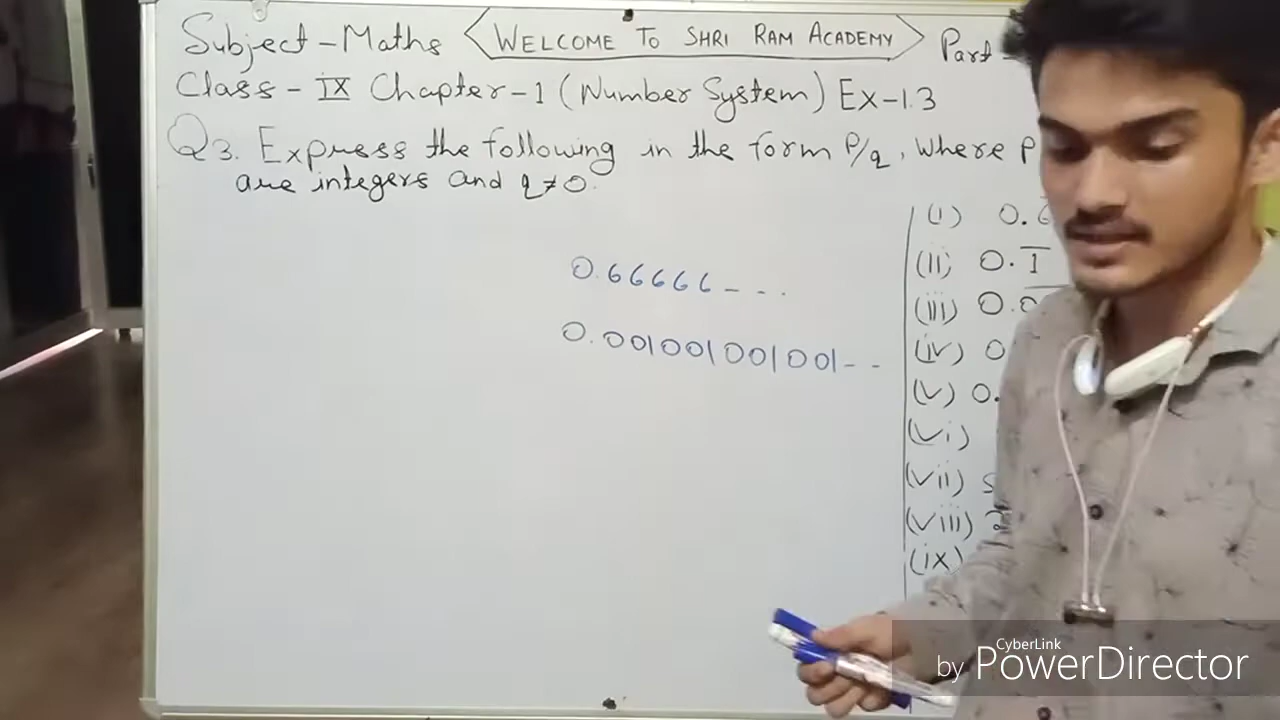 Subject - Maths
WELCOME TO SHRI RAM ACADEMY
Part -
Class - IX Chapter-1 (Number System) Ex-1.3
Q3. Express the following in the form P/q, where P
are integers and q≠0.
0.66666---
0.001001001001--
(i) 0.6
(ii) 0.1̅
(iii) 0.0
(iv) 0
(v) 0.
(vi)
(vii)
(viii)
(ix)
CyberLink
by PowerDirector